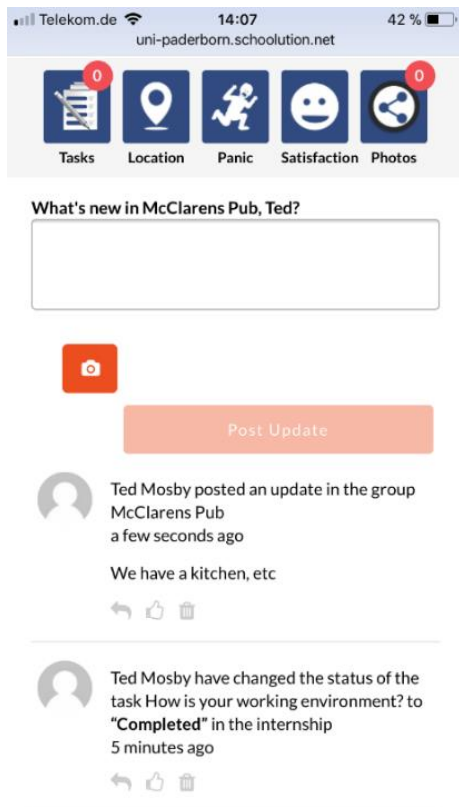 Telekom.de 14:07 42 %
uni-paderborn.schoolution.net
0 0
Tasks Location Panic Satisfaction Photos
What's new in McClarens Pub, Ted?
Post Update
Ted Mosby posted an update in the group
McClarens Pub
a few seconds ago
We have a kitchen, etc
Ted Mosby have changed the status of the
task How is your working environment? to
“Completed” in the internship
5 minutes ago